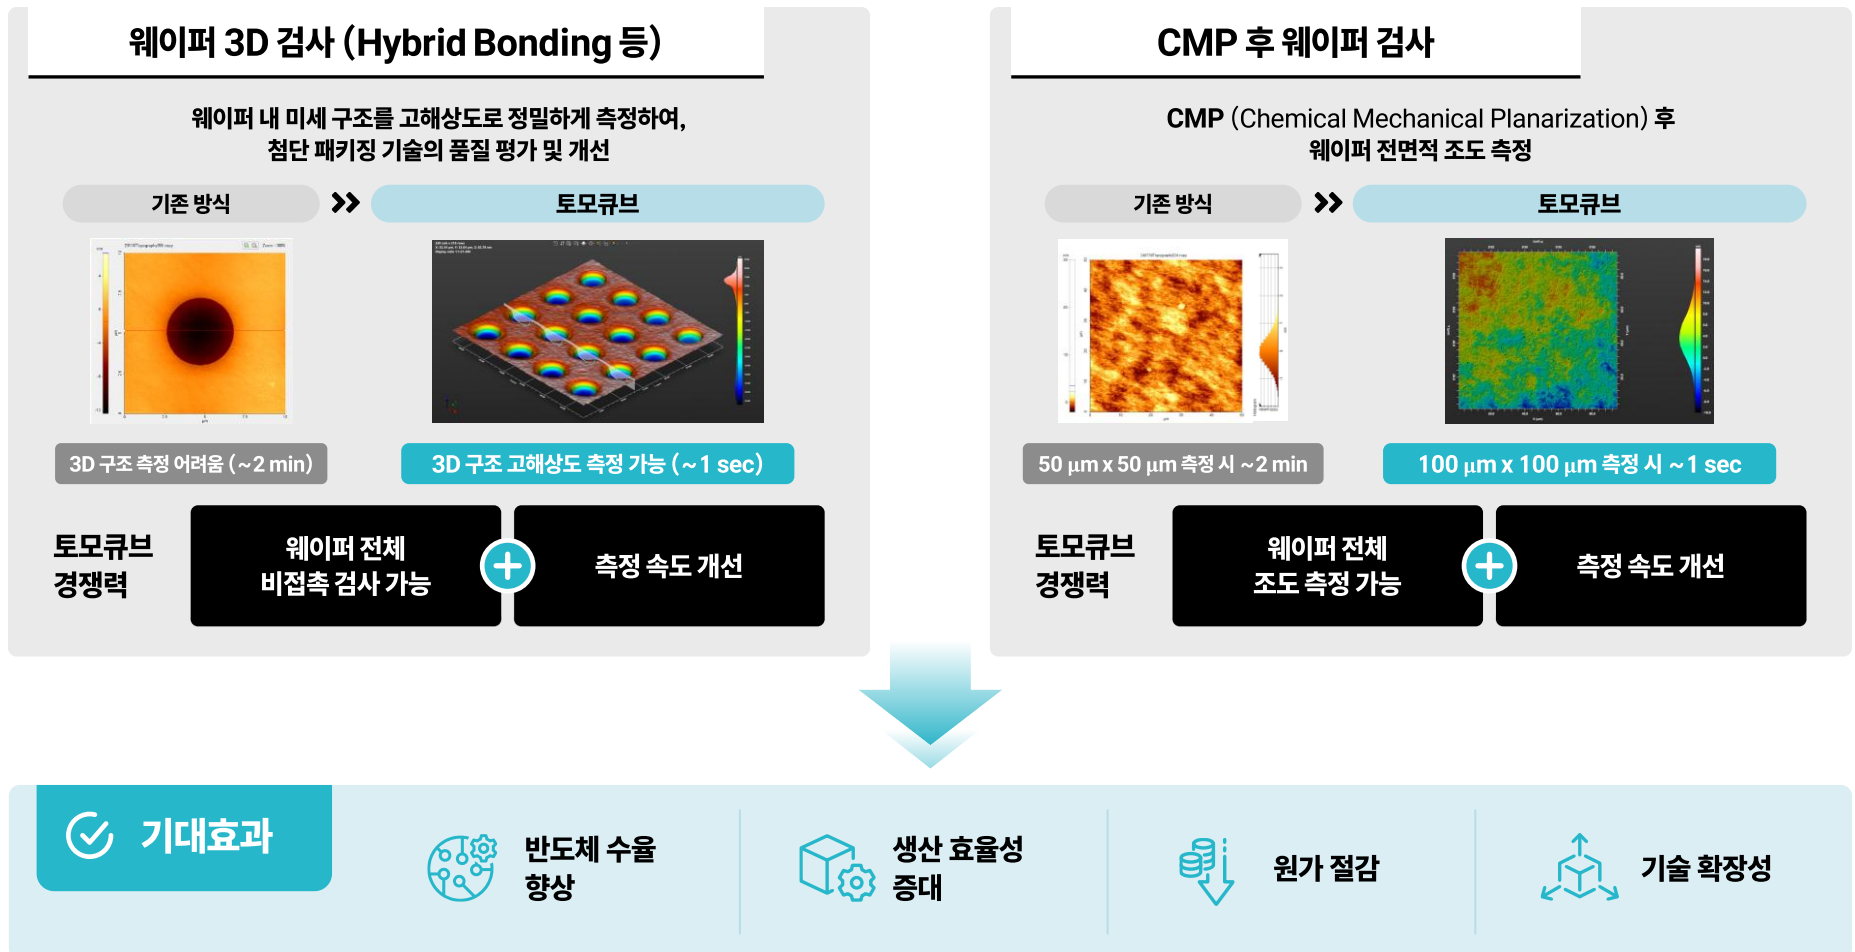 웨이퍼 3D 검사 (Hybrid Bonding 등)
웨이퍼 내 미세 구조를 고해상도로 정밀하게 측정하여,
첨단 패키징 기술의 품질 평가 및 개선
기존 방식
토모큐브
3D 구조 측정 어려움 (~2 min)
3D 구조 고해상도 측정 가능 (~1 sec)
토모큐브
경쟁력
웨이퍼 전체
비접촉 검사 가능
측정 속도 개선
CMP 후 웨이퍼 검사
CMP (Chemical Mechanical Planarization) 후
웨이퍼 전면적 조도 측정
기존 방식
토모큐브
50 μm x 50 μm 측정 시 ~2 min
100 μm x 100 μm 측정 시 ~1 sec
토모큐브
경쟁력
웨이퍼 전체
조도 측정 가능
측정 속도 개선
기대효과
반도체 수율
향상
생산 효율성
증대
원가 절감
기술 확장성